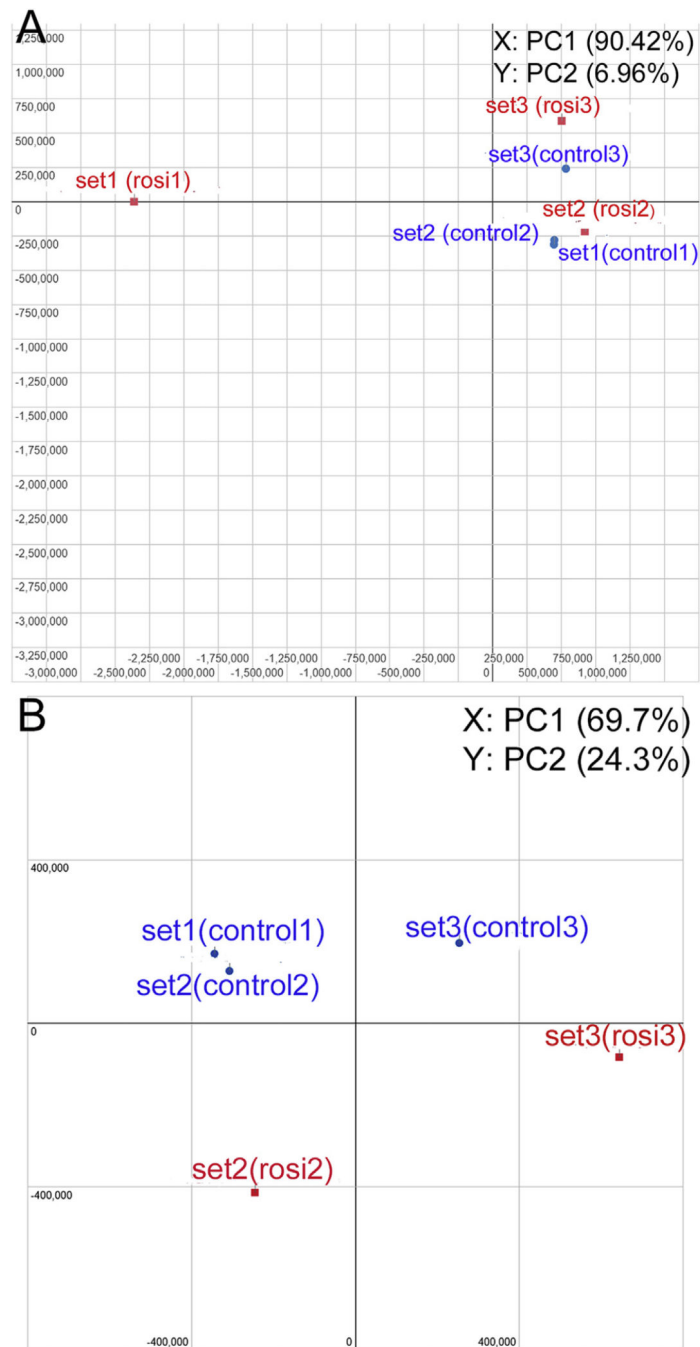 A
X: PC1 (90.42%)
Y: PC2 (6.96%)
1,250,000
1,000,000
750,000
set3 (rosi3)
500,000
set3(control3)
250,000
set1 (rosi1)
0
set2 (rosi2)
set2 (control2)
-250,000
set1(control1)
-500,000
-750,000
-1,000,000
-1,250,000
-1,500,000
-1,750,000
-2,000,000
-2,250,000
-2,500,000
-2,750,000
-3,000,000
-3,250,000
-2,250,000 -1,750,000 -1,250,000 -750,000 -250,000 250,000 750,000 1,250,000
-3,000,000 -2,500,000 -2,000,000 -1,500,000 -1,000,000 -500,000 0 500,000 1,000,000
B
X: PC1 (69.7%)
Y: PC2 (24.3%)
400,000
set1(control1)
set3(control3)
set2(control2)
0
set3(rosi3)
set2(rosi2)
-400,000
-400,000 0 400,000